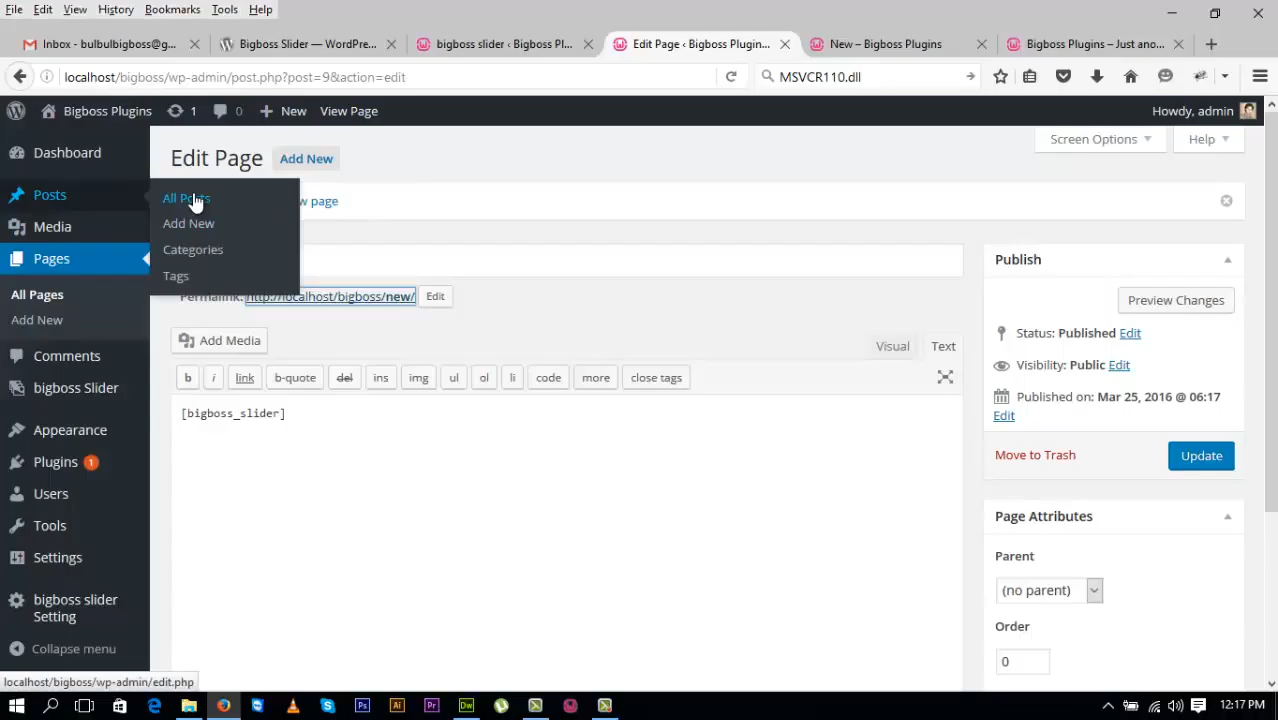 File Edit View History Bookmarks Tools Help
Inbox - bulbulbigboss@g...
Bigboss Slider — WordPre...
bigboss slider ‹ Bigboss Pl...
Edit Page ‹ Bigboss Plugin...
New – Bigboss Plugins
Bigboss Plugins – Just ano...
localhost/bigboss/wp-admin/post.php?post=9&action=edit
MSVCR110.dll
Bigboss Plugins 1 0 New View Page
Howdy, admin
Dashboard
Posts
Media
Pages
All Pages
Add New
Comments
bigboss Slider
Appearance
Plugins 1
Users
Tools
Settings
bigboss slider
Setting
Collapse menu
All Posts
Add New
Categories
Tags
Screen Options
Help
Edit Page Add New
page
Permalink: http://localhost/bigboss/new/ Edit
Add Media
Visual Text
b i link b-quote del ins img ul ol li code more close tags
[bigboss_slider]
Publish
Preview Changes
Status: Published Edit
Visibility: Public Edit
Published on: Mar 25, 2016 @ 06:17
Edit
Move to Trash
Update
Page Attributes
Parent
(no parent)
Order
0
localhost/bigboss/wp-admin/edit.php
Ps Ai Pr Dw
12:17 PM